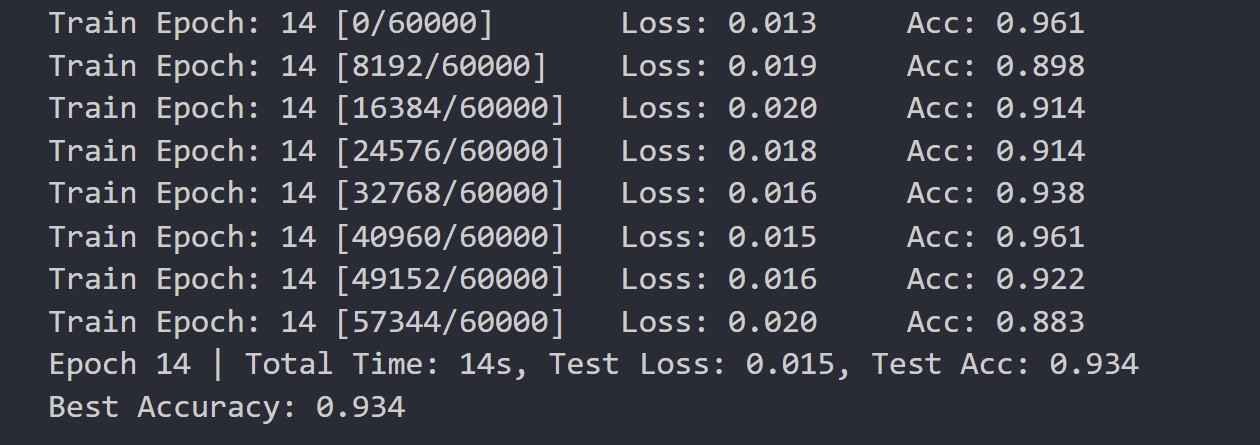 Train Epoch: 14 [0/60000] Loss: 0.013 Acc: 0.961
Train Epoch: 14 [8192/60000] Loss: 0.019 Acc: 0.898
Train Epoch: 14 [16384/60000] Loss: 0.020 Acc: 0.914
Train Epoch: 14 [24576/60000] Loss: 0.018 Acc: 0.914
Train Epoch: 14 [32768/60000] Loss: 0.016 Acc: 0.938
Train Epoch: 14 [40960/60000] Loss: 0.015 Acc: 0.961
Train Epoch: 14 [49152/60000] Loss: 0.016 Acc: 0.922
Train Epoch: 14 [57344/60000] Loss: 0.020 Acc: 0.883
Epoch 14 | Total Time: 14s, Test Loss: 0.015, Test Acc: 0.934
Best Accuracy: 0.934